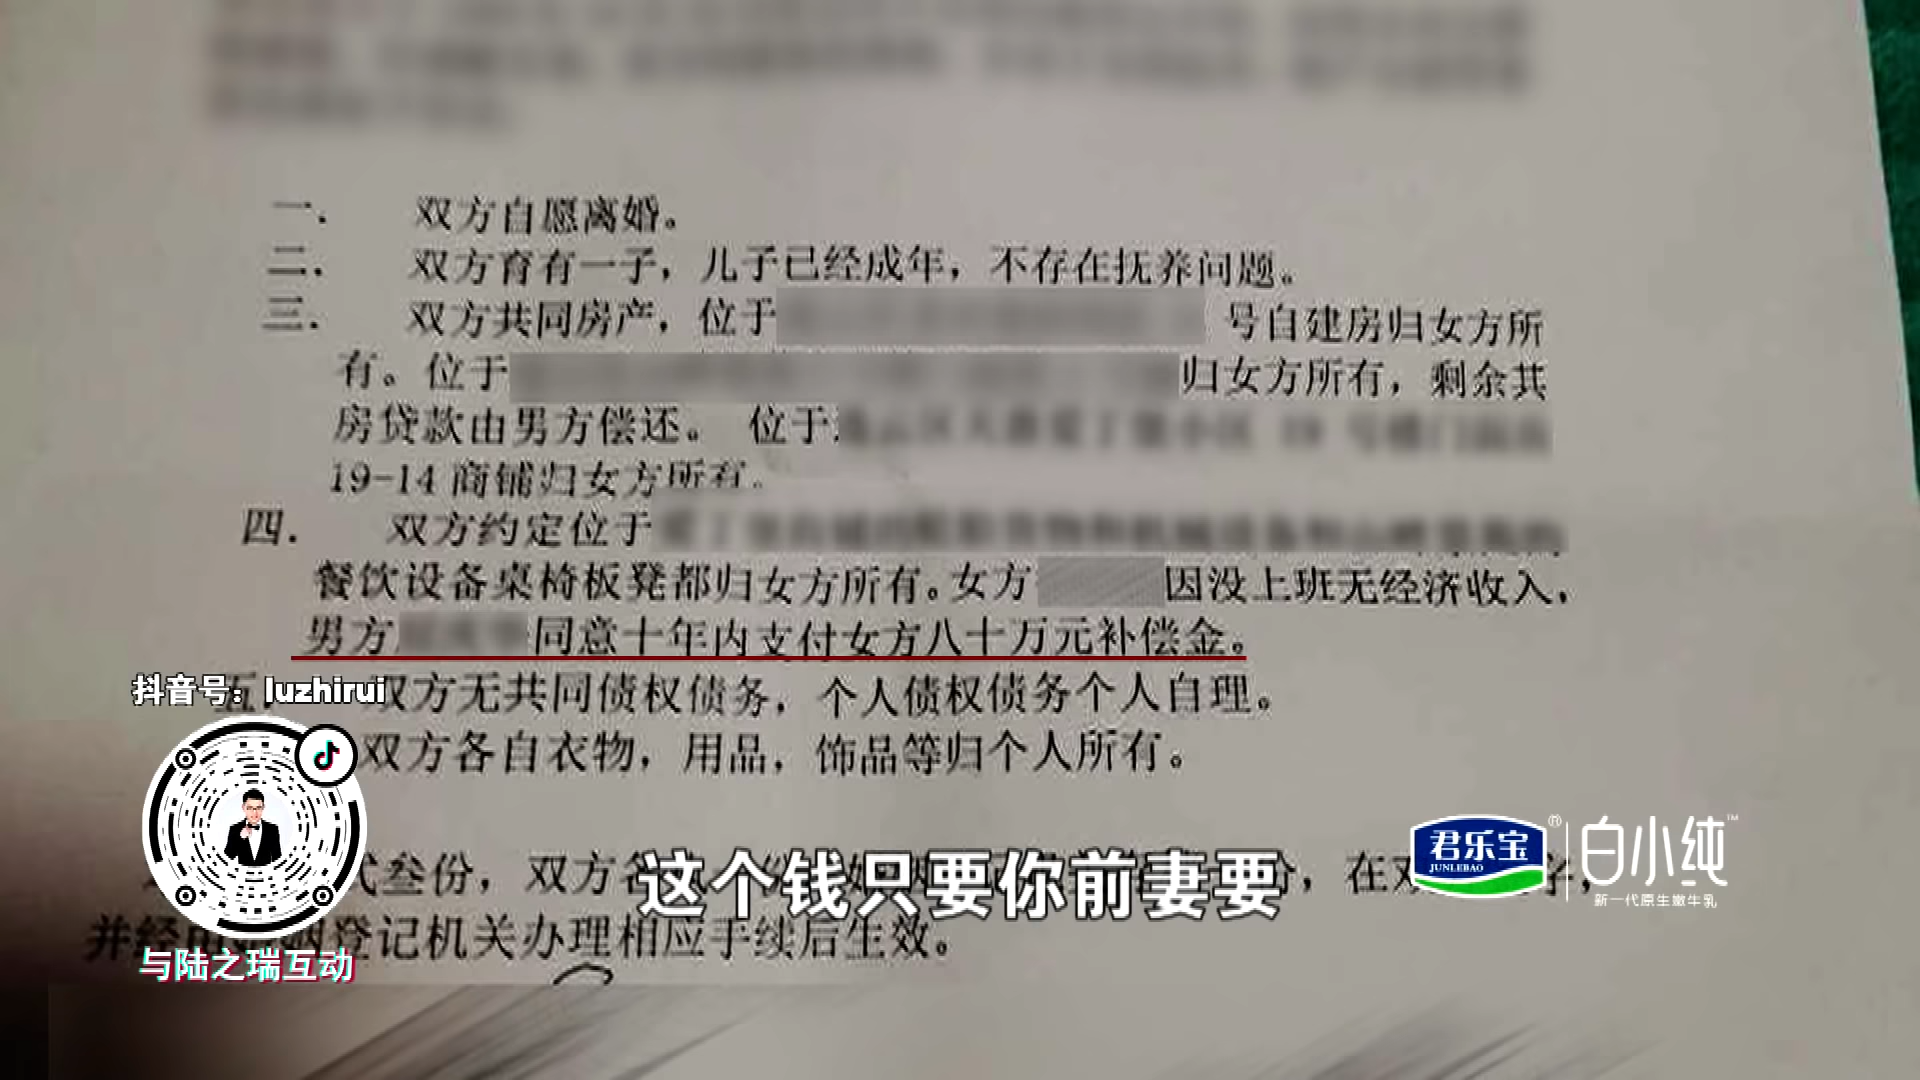 一. 双方自愿离婚。
二. 双方育有一子，儿子已经成年，不存在抚养问题。
三. 双方共同房产，位于 号自建房归女方所
有。位于 归女方所有，剩余其
房贷款由男方偿还。 位于
19-14 商铺归女方所有。
四. 双方约定位于
餐饮设备桌椅板凳都归女方所有。女方 因没上班无经济收入，
男方 同意十年内支付女方八十万元补偿金。
五 双方无共同债权债务，个人债权债务个人自理。
双方各自衣物，用品，饰品等归个人所有。
式叁份，双方各 ，在双 字，
并经 登记机关办理相应手续后生效。
抖音号：luzhirui
与陆之瑞互动
这个钱只要你前妻要
君乐宝®
JUNLEBAO
白小纯™
新一代原生嫩牛乳